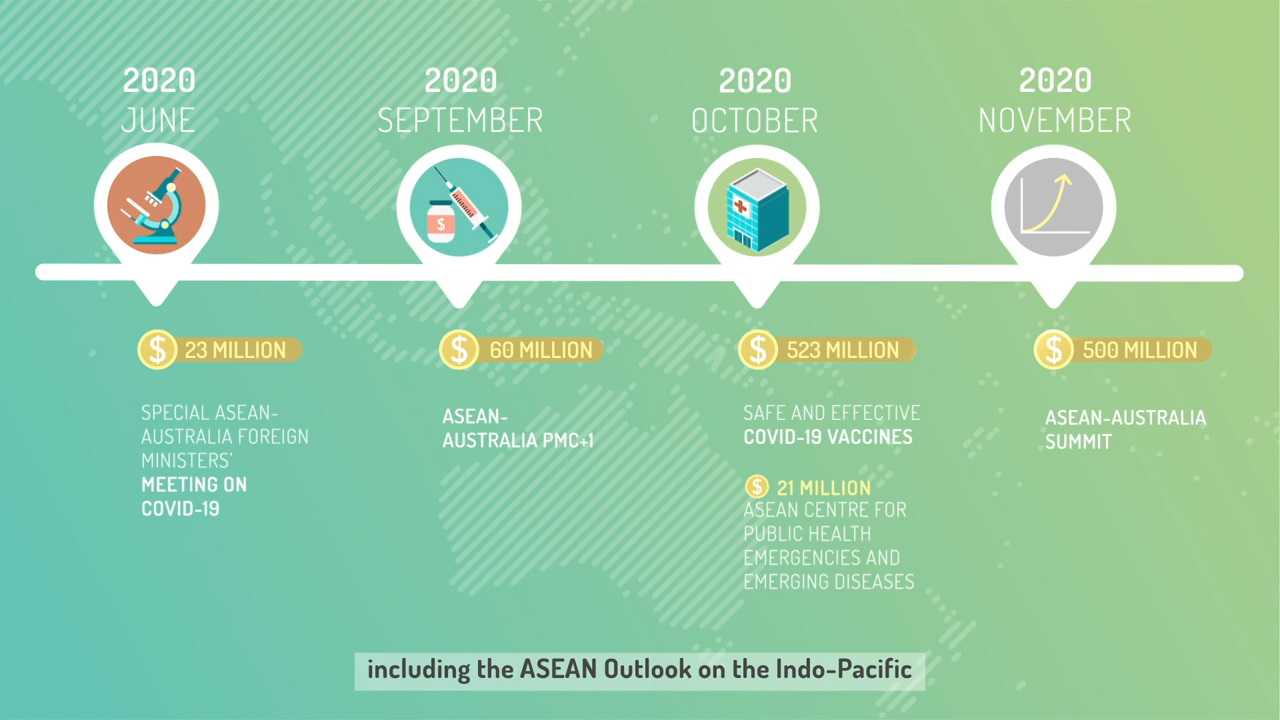 2020
JUNE
$ 23 MILLION
SPECIAL ASEAN-
AUSTRALIA FOREIGN
MINISTERS'
MEETING ON
COVID-19
2020
SEPTEMBER
$
$ 60 MILLION
ASEAN-
AUSTRALIA PMC+1
2020
OCTOBER
$ 523 MILLION
SAFE AND EFFECTIVE
COVID-19 VACCINES
$ 21 MILLION
ASEAN CENTRE FOR
PUBLIC HEALTH
EMERGENCIES AND
EMERGING DISEASES
2020
NOVEMBER
$ 500 MILLION
ASEAN-AUSTRALIA
SUMMIT
including the ASEAN Outlook on the Indo-Pacific